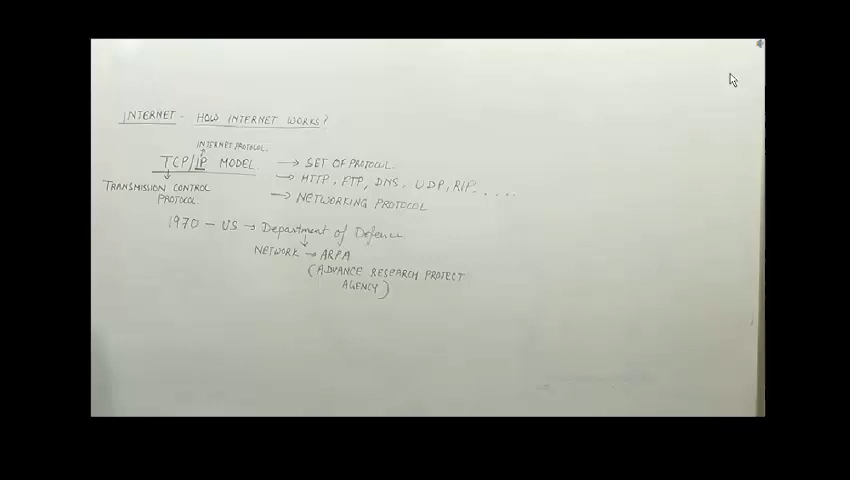 INTERNET - HOW INTERNET WORKS?
INTERNET PROTOCOL.
TCP/IP MODEL. → SET OF PROTOCOL.
→ HTTP, FTP, DNS, UDP, RIP. . . . .
TRANSMISSION CONTROL
PROTOCOL.
→ NETWORKING PROTOCOL
1970 - US → Department of Defence
NETWORK → ARPA
(ADVANCE RESEARCH PROJECT
AGENCY)